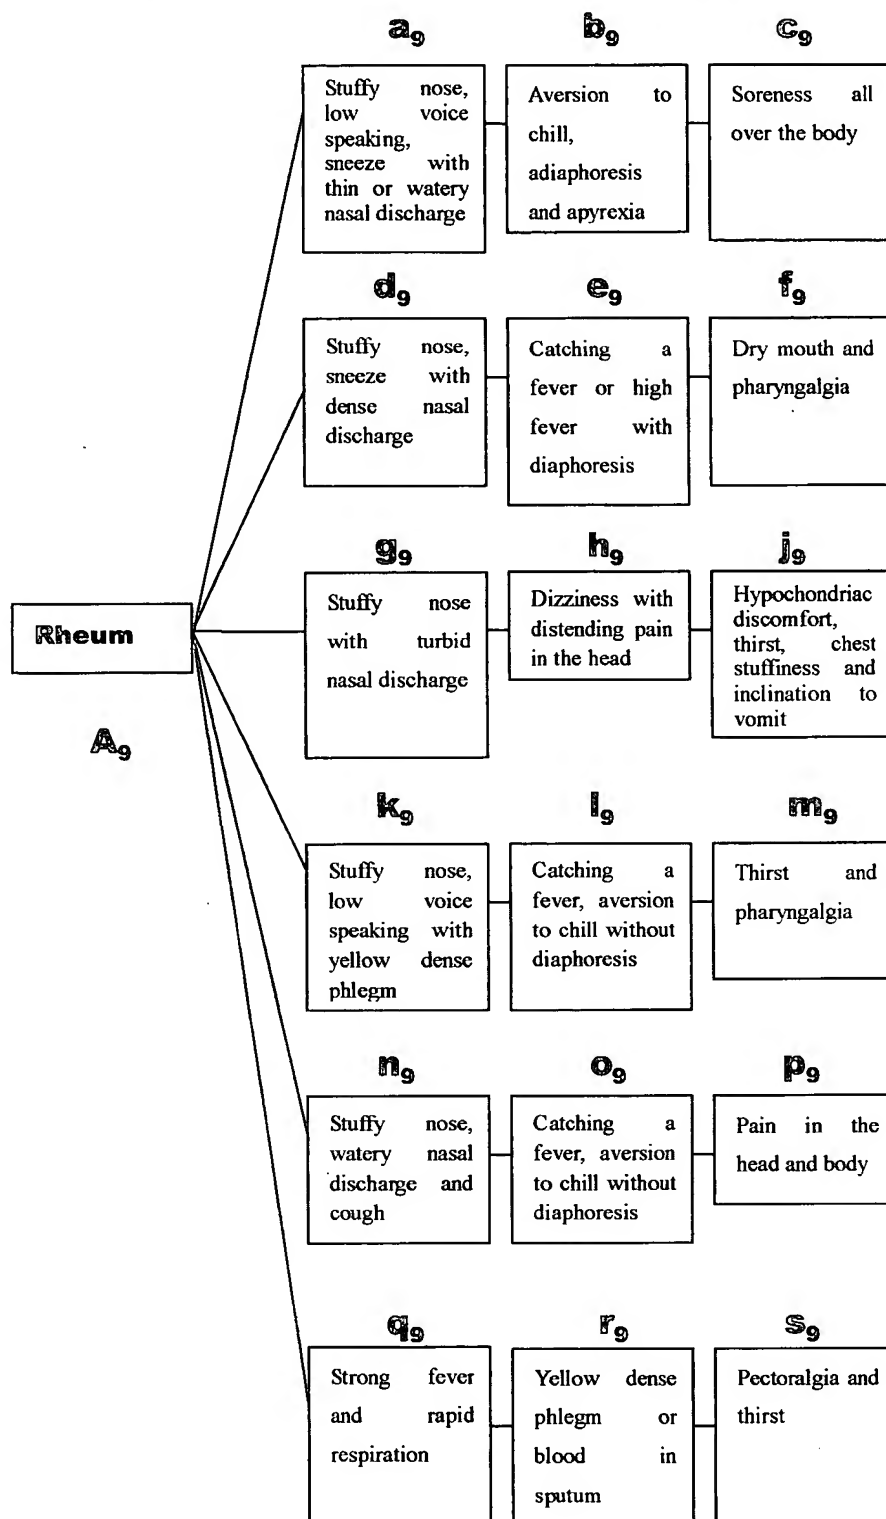 a9 b9 c9
Stuffy
nose,
low voice
speaking,
sneeze with
thin or watery
nasal discharge
Aversion to
chill,
adiaphoresis
and apyrexia
Soreness all
over the body
d9 e9 f9
Stuffy nose,
sneeze with
dense nasal
discharge
Catching a
fever or high
fever with
diaphoresis
Dry mouth and
pharyngalgia
g9 h9 j9
Stuffy nose
with turbid
nasal discharge
Dizziness with
distending pain
in the head
Hypochondriac
discomfort,
thirst, chest
stuffiness and
inclination to
vomit
Rheum
A9
k9 l9 m9
Stuffy nose,
low voice
speaking with
yellow dense
phlegm
Catching a
fever, aversion
to chill without
diaphoresis
Thirst and
pharyngalgia
n9 o9 p9
Stuffy nose,
watery nasal
discharge and
cough
Catching a
fever, aversion
to chill without
diaphoresis
Pain in the
head and body
q9 r9 s9
Strong fever
and rapid
respiration
Yellow dense
phlegm or
blood in
sputum
Pectoralgia and
thirst